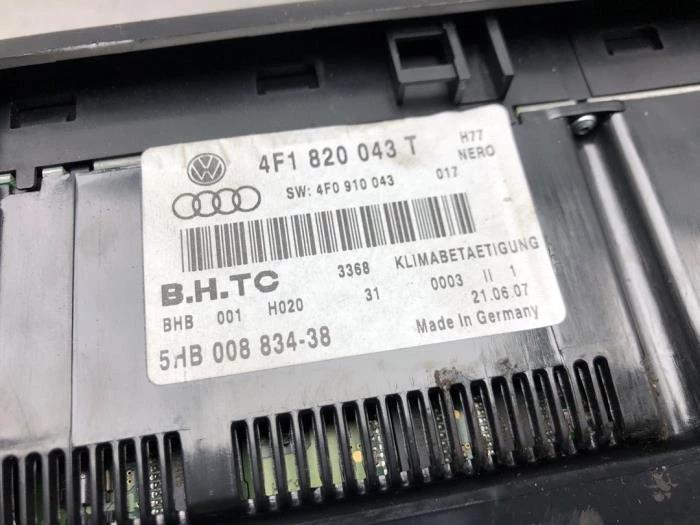 4F1 820 043 T H77
NERO
SW: 4F0 910 043 017
B.H.TC 3368 KLIMABETAETIGUNG
BHB 001 H020 31 0003 II 1
21.06.07
5HB 008 834-38 Made in Germany